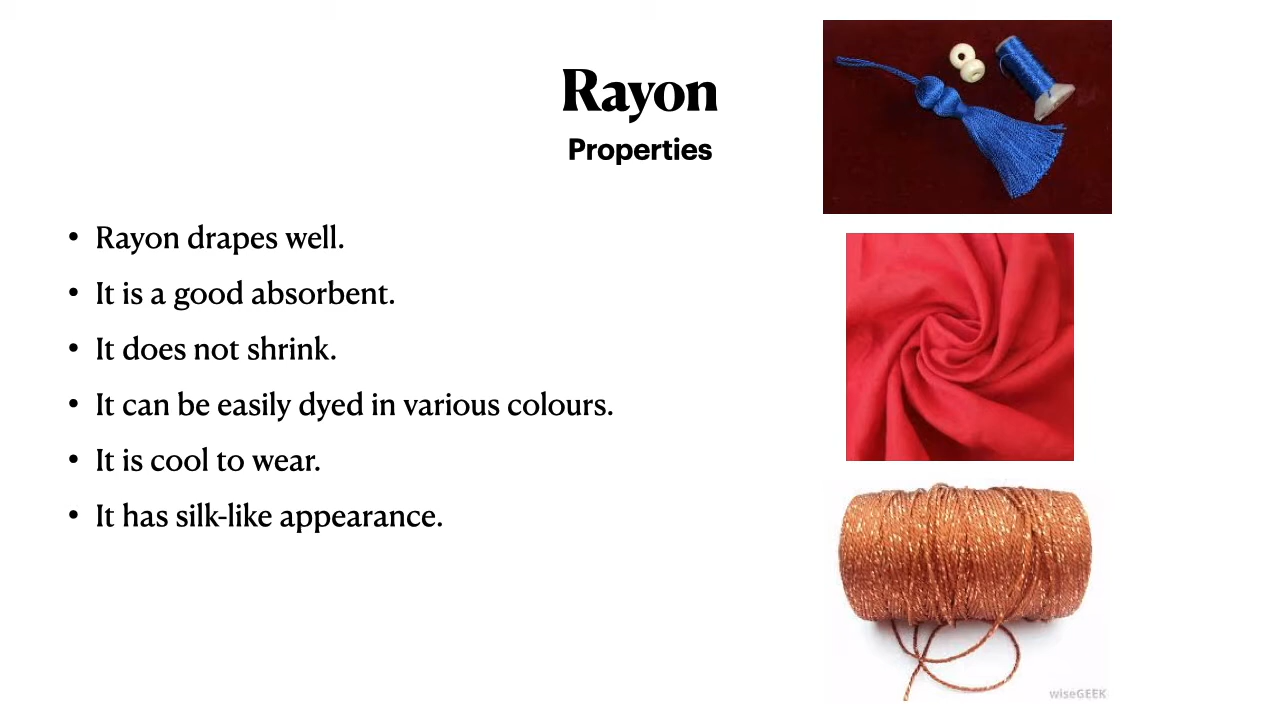 Rayon
Properties
• Rayon drapes well.
• It is a good absorbent.
• It does not shrink.
• It can be easily dyed in various colours.
• It is cool to wear.
• It has silk-like appearance.
wiseGEEK